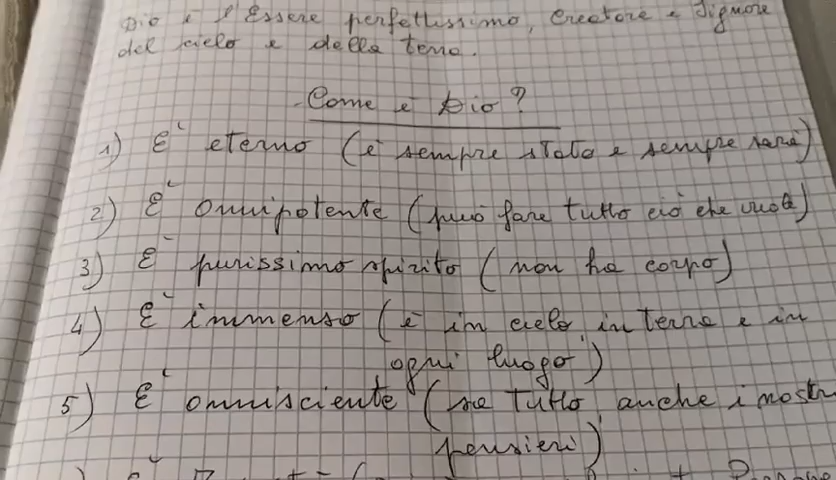 Dio è l'Essere perfettissimo, Creatore e Signore
del cielo e della terra.
Come è Dio?
1) E' eterno (è sempre stato e sempre sarà)
2) E' onnipotente (può fare tutto ciò che vuole)
3) E' purissimo spirito (non ha corpo)
4) E' immenso (è in cielo, in terra e in
ogni luogo)
5) E' onnisciente (sa tutto, anche i nostri
pensieri)